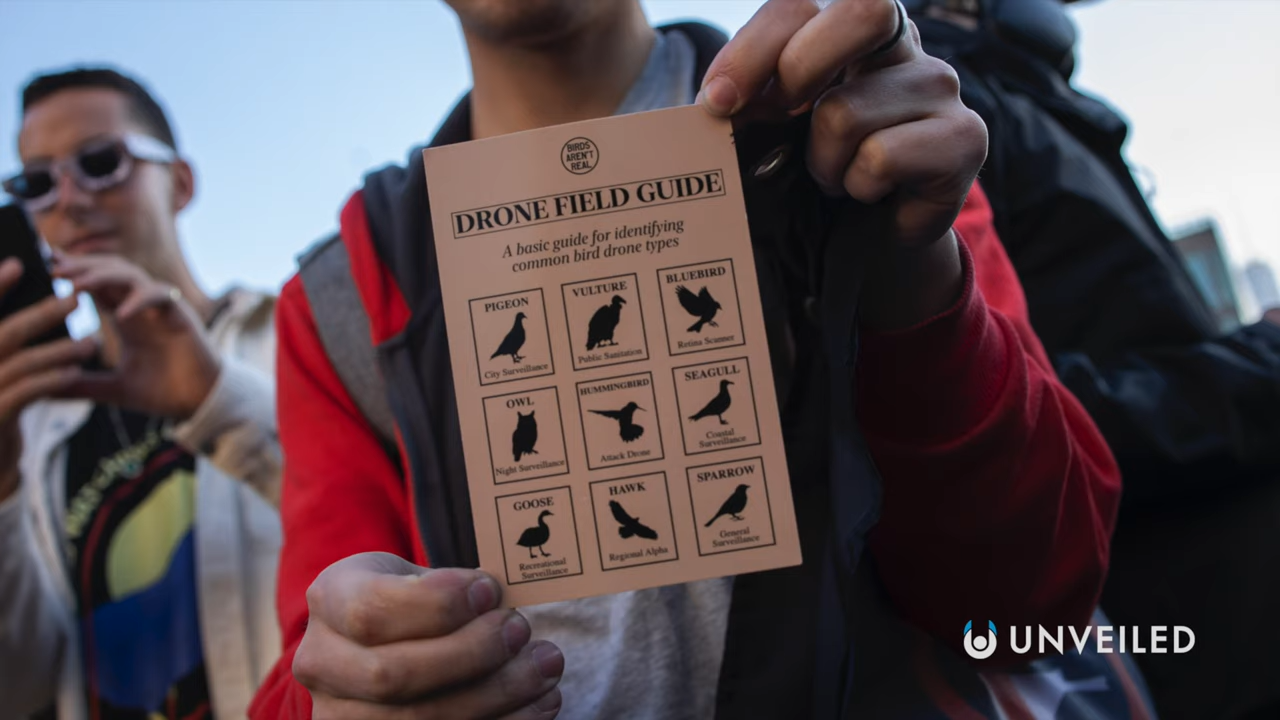 BIRDS
AREN'T
REAL
DRONE FIELD GUIDE
A basic guide for identifying
common bird drone types
PIGEON
City Surveillance
VULTURE
Public Sanitation
BLUEBIRD
Retina Scanner
OWL
Night Surveillance
HUMMINGBIRD
Attack Drone
SEAGULL
Coastal
Surveillance
GOOSE
Recreational
Surveillance
HAWK
Regional Alpha
SPARROW
General
Surveillance
UNVEILED